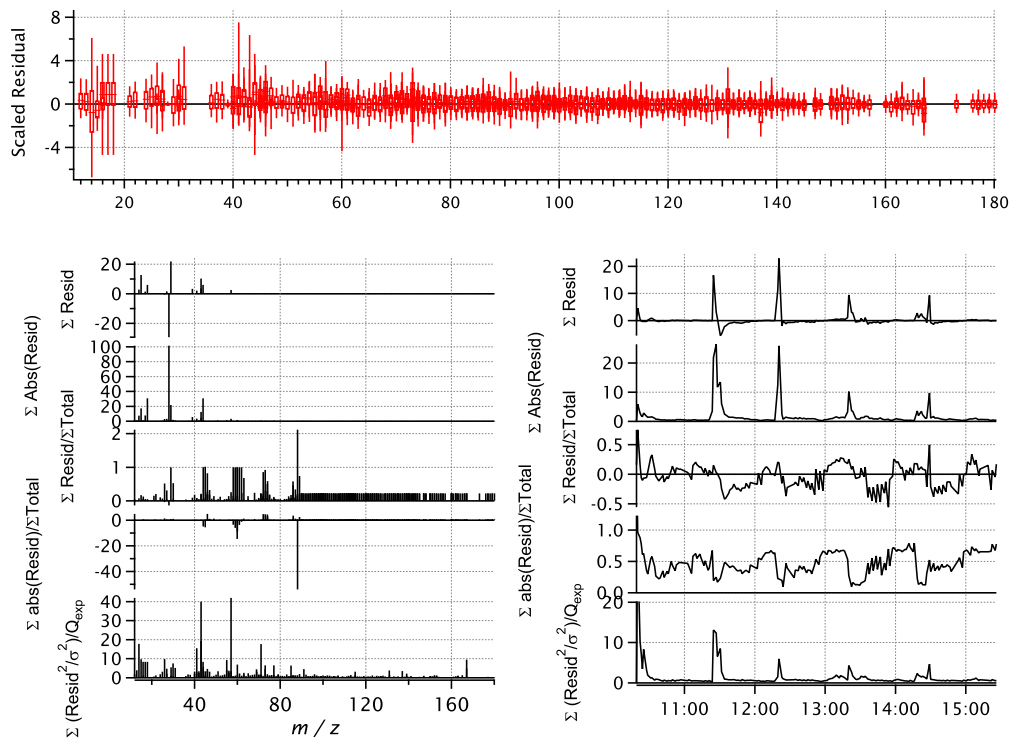 Scaled Residual
8
4
0
-4
20 40 60 80 100 120 140 160 180
Σ Resid
20
0
-20
Σ Abs(Resid)
100
80
60
40
20
0
Σ Resid/ΣTotal
2
1
0
Σ abs(Resid)/ΣTotal
0
-20
-40
Σ (Resid²/σ²)/Qexp
40
30
20
10
0
40 80 120 160
m / z
Σ Resid
20
10
0
Σ Abs(Resid)
20
10
0
Σ Resid/ΣTotal
0.5
0.0
-0.5
Σ abs(Resid)/ΣTotal
1.0
0.5
0.0
Σ (Resid²/σ²)/Qexp
20
10
0
11:00 12:00 13:00 14:00 15:00